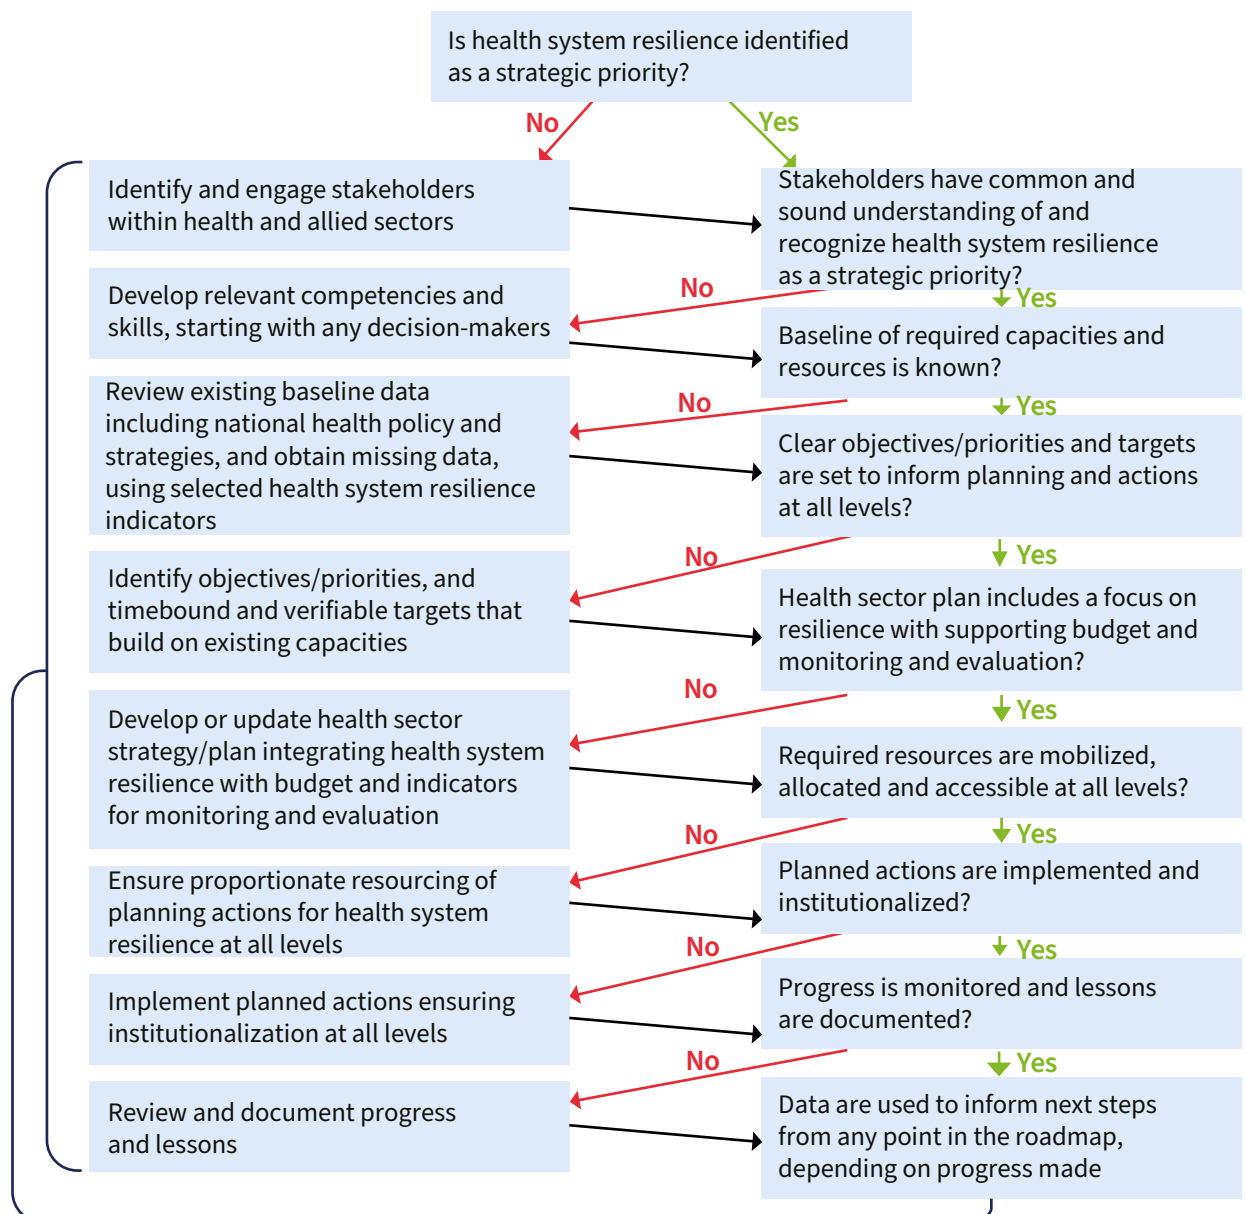 Is health system resilience identified
as a strategic priority?
No
Yes
Identify and engage stakeholders
within health and allied sectors
Stakeholders have common and
sound understanding of and
recognize health system resilience
as a strategic priority?
No
Yes
Develop relevant competencies and
skills, starting with any decision-makers
Baseline of required capacities and
resources is known?
No
Yes
Review existing baseline data
including national health policy and
strategies, and obtain missing data,
using selected health system resilience
indicators
Clear objectives/priorities and targets
are set to inform planning and actions
at all levels?
No
Yes
Identify objectives/priorities, and
timebound and verifiable targets that
build on existing capacities
Health sector plan includes a focus on
resilience with supporting budget and
monitoring and evaluation?
No
Yes
Develop or update health sector
strategy/plan integrating health system
resilience with budget and indicators
for monitoring and evaluation
Required resources are mobilized,
allocated and accessible at all levels?
No
Yes
Ensure proportionate resourcing of
planning actions for health system
resilience at all levels
Planned actions are implemented and
institutionalized?
No
Yes
Implement planned actions ensuring
institutionalization at all levels
Progress is monitored and lessons
are documented?
No
Yes
Review and document progress
and lessons
Data are used to inform next steps
from any point in the roadmap,
depending on progress made